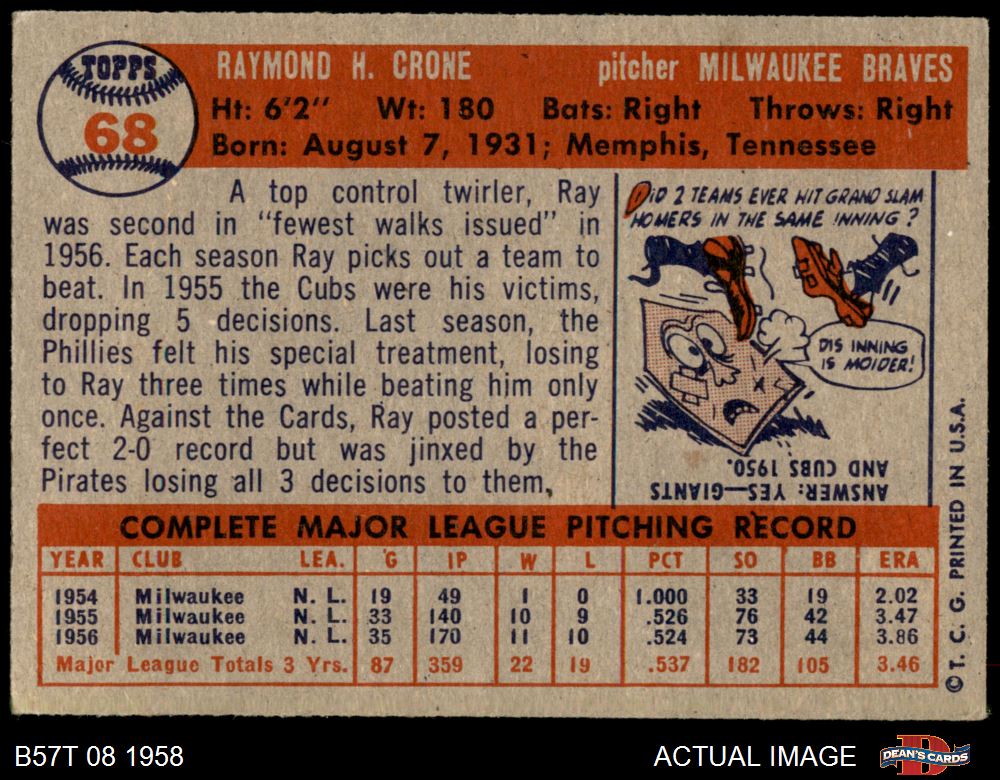 TOPPS
68
RAYMOND H. CRONE pitcher MILWAUKEE BRAVES
Ht: 6'2" Wt: 180 Bats: Right Throws: Right
Born: August 7, 1931; Memphis, Tennessee
A top control twirler, Ray
was second in "fewest walks issued" in
1956. Each season Ray picks out a team to
beat. In 1955 the Cubs were his victims,
dropping 5 decisions. Last season, the
Phillies felt his special treatment, losing
to Ray three times while beating him only
once. Against the Cards, Ray posted a per-
fect 2-0 record but was jinxed by the
Pirates losing all 3 decisions to them.
DID 2 TEAMS EVER HIT GRAND SLAM
HOMERS IN THE SAME INNING?
DIS INNING
IS MOIDER!
ANSWER: YES—GIANTS
AND CUBS 1950.
COMPLETE MAJOR LEAGUE PITCHING RECORD
YEAR CLUB LEA. G IP W L PCT SO BB ERA
1954 Milwaukee N. L. 19 49 1 0 1.000 33 19 2.02
1955 Milwaukee N. L. 33 140 10 9 .526 76 42 3.47
1956 Milwaukee N. L. 35 170 11 10 .524 73 44 3.86
Major League Totals 3 Yrs. 87 359 22 19 .537 182 105 3.46
© T. C. G. PRINTED IN U.S.A.
B57T 08 1958
ACTUAL IMAGE
DEAN'S CARDS